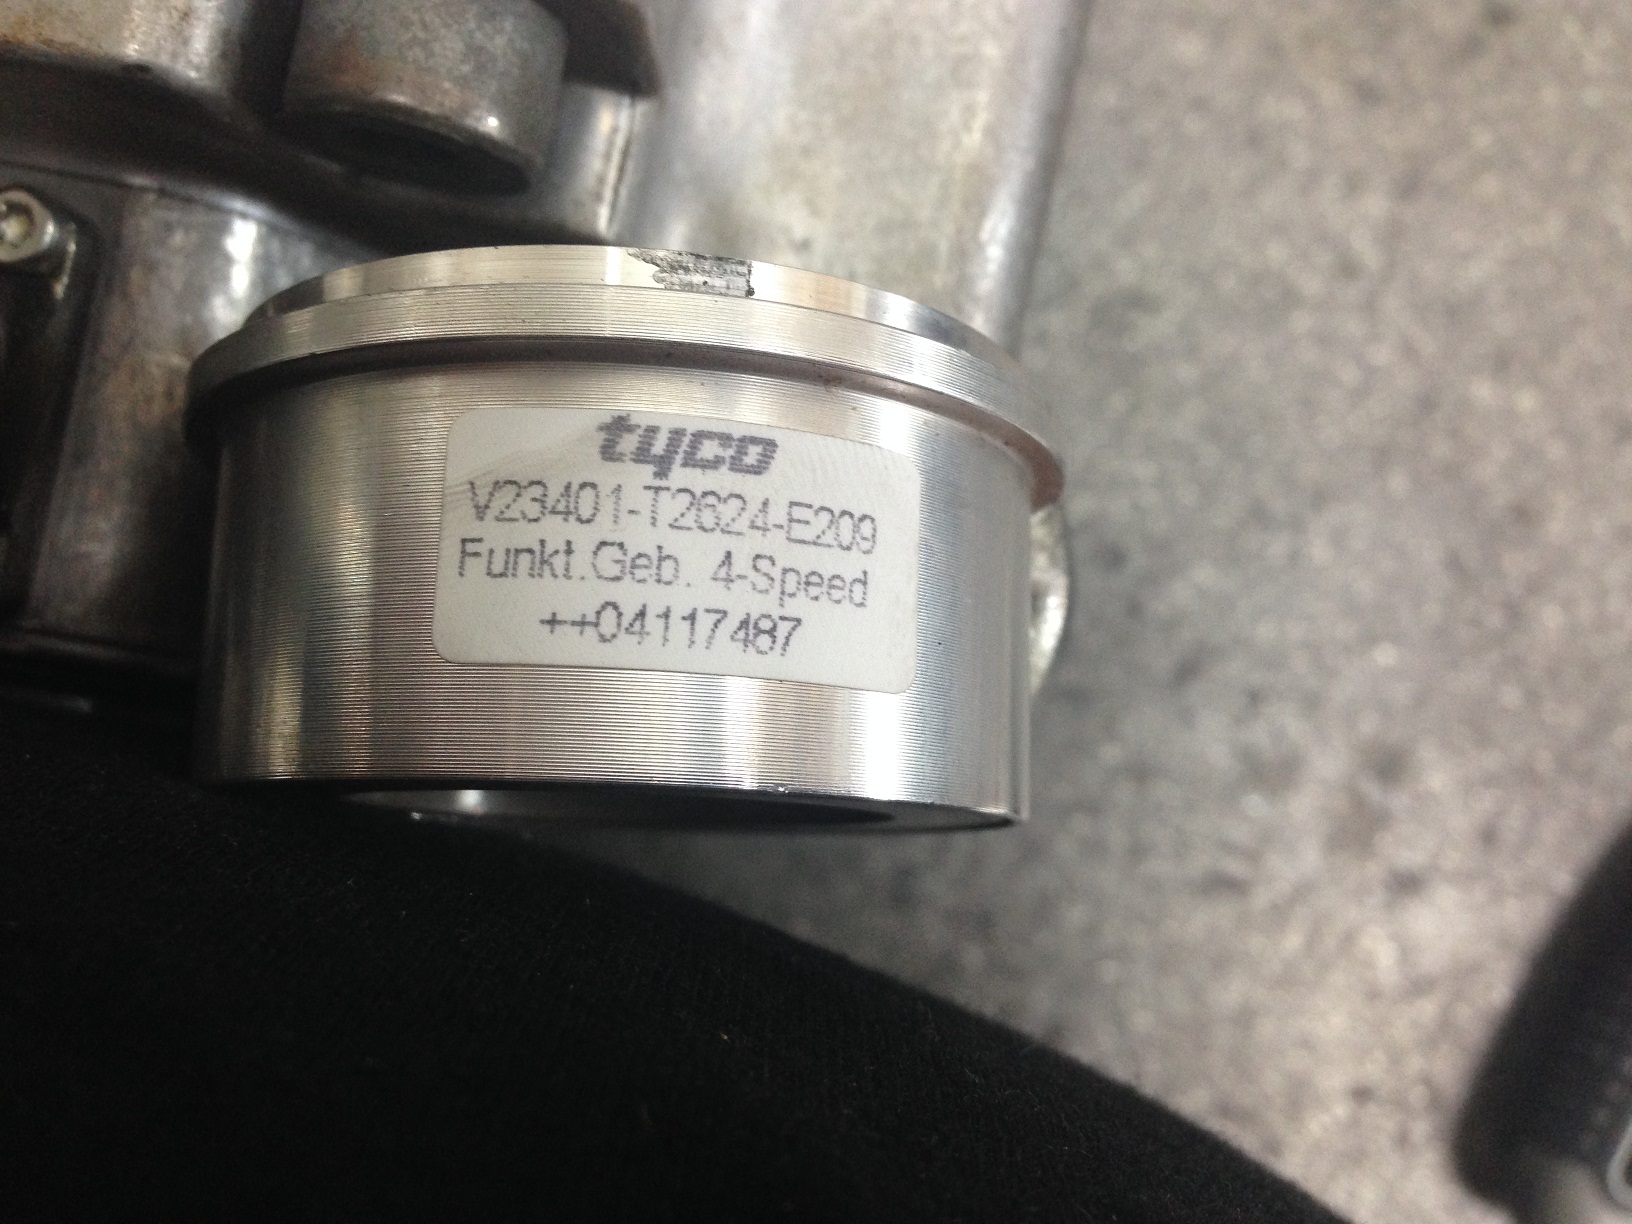 tyco
V23401-T2624-E209
Funkt.Geb. 4-Speed
++04117487